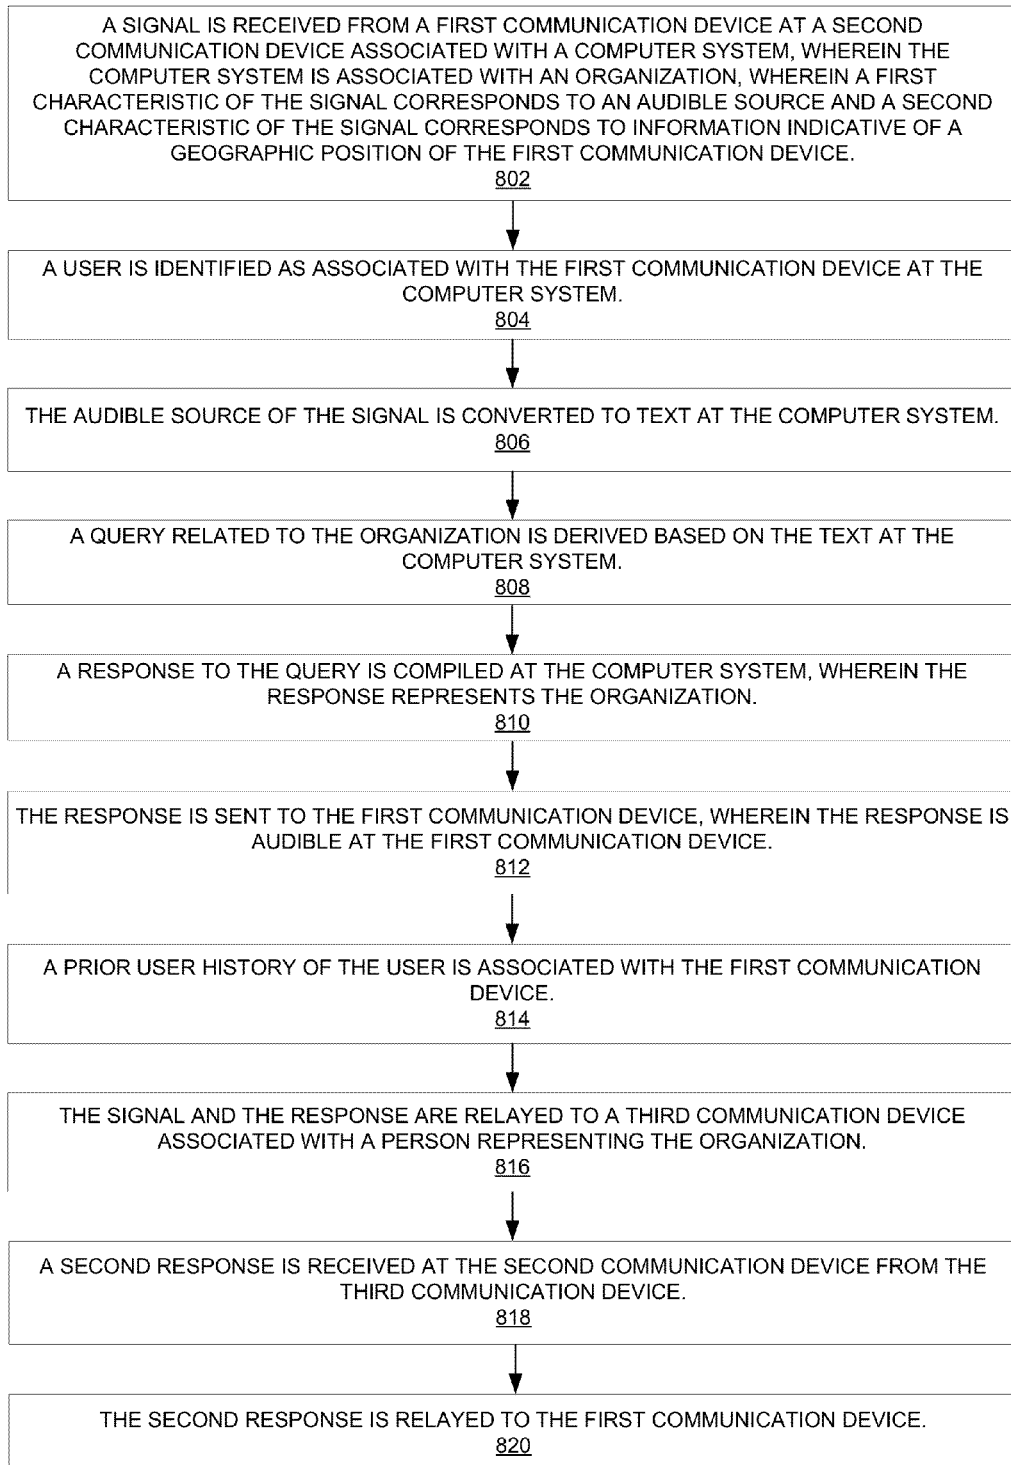 A SIGNAL IS RECEIVED FROM A FIRST COMMUNICATION DEVICE AT A SECOND
COMMUNICATION DEVICE ASSOCIATED WITH A COMPUTER SYSTEM, WHEREIN THE
COMPUTER SYSTEM IS ASSOCIATED WITH AN ORGANIZATION, WHEREIN A FIRST
CHARACTERISTIC OF THE SIGNAL CORRESPONDS TO AN AUDIBLE SOURCE AND A SECOND
CHARACTERISTIC OF THE SIGNAL CORRESPONDS TO INFORMATION INDICATIVE OF A
GEOGRAPHIC POSITION OF THE FIRST COMMUNICATION DEVICE.
802
A USER IS IDENTIFIED AS ASSOCIATED WITH THE FIRST COMMUNICATION DEVICE AT THE
COMPUTER SYSTEM.
804
THE AUDIBLE SOURCE OF THE SIGNAL IS CONVERTED TO TEXT AT THE COMPUTER SYSTEM.
806
A QUERY RELATED TO THE ORGANIZATION IS DERIVED BASED ON THE TEXT AT THE
COMPUTER SYSTEM.
808
A RESPONSE TO THE QUERY IS COMPILED AT THE COMPUTER SYSTEM, WHEREIN THE
RESPONSE REPRESENTS THE ORGANIZATION.
810
THE RESPONSE IS SENT TO THE FIRST COMMUNICATION DEVICE, WHEREIN THE RESPONSE IS
AUDIBLE AT THE FIRST COMMUNICATION DEVICE.
812
A PRIOR USER HISTORY OF THE USER IS ASSOCIATED WITH THE FIRST COMMUNICATION
DEVICE.
814
THE SIGNAL AND THE RESPONSE ARE RELAYED TO A THIRD COMMUNICATION DEVICE
ASSOCIATED WITH A PERSON REPRESENTING THE ORGANIZATION.
816
A SECOND RESPONSE IS RECEIVED AT THE SECOND COMMUNICATION DEVICE FROM THE
THIRD COMMUNICATION DEVICE.
818
THE SECOND RESPONSE IS RELAYED TO THE FIRST COMMUNICATION DEVICE.
820